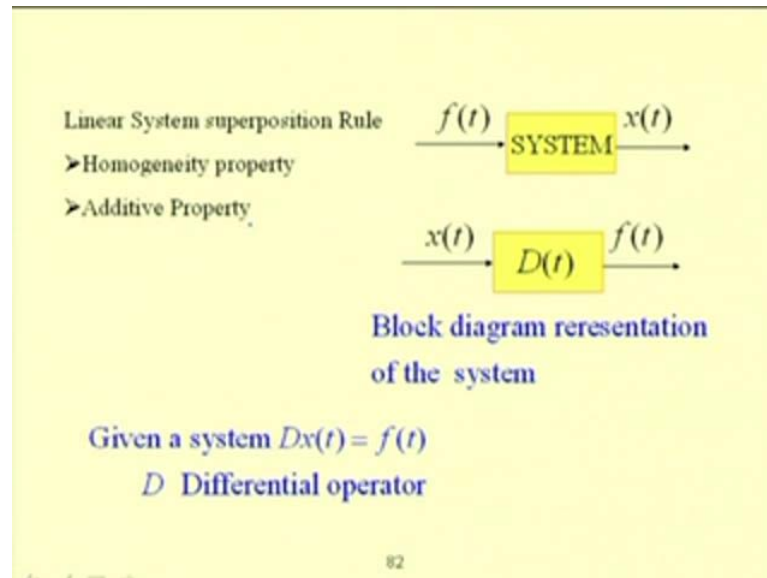 Linear System superposition Rule
➤Homogeneity property
➤Additive Property
f(t)
SYSTEM
x(t)
x(t)
D(t)
f(t)
Block diagram reresentation
of the system
Given a system Dx(t) = f(t)
D Differential operator
82